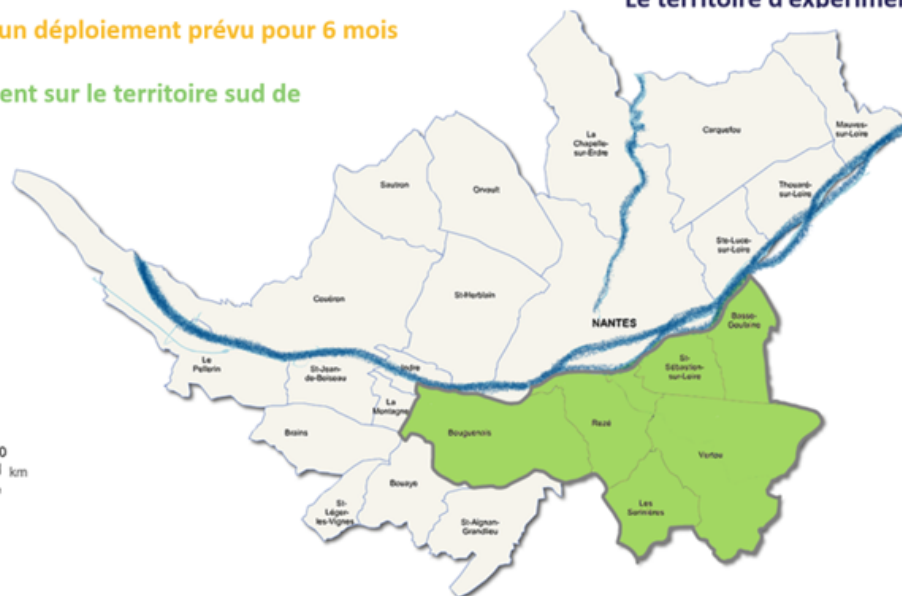 Le territoire d'expérimen
un déploiement prévu pour 6 mois
ent sur le territoire sud de
La
Chapelle-
sur-Erdre
Carquefou
Mauves-
sur-Loire
Sautron
Orvault
Thouaré-
sur-Loire
Ste-Luce-
sur-Loire
Couëron
St-Herblain
NANTES
Basse-
Goulaine
Le
Pellerin
St-Jean-
de-Boiseau
Indre
St-
Sébastien-
sur-Loire
La
Montagne
Brains
Bouguenais
Rezé
Vertou
0
km
Bouaye
St-
Léger-
les-Vignes
St-Aignan-
Grandlieu
Les
Sorinières